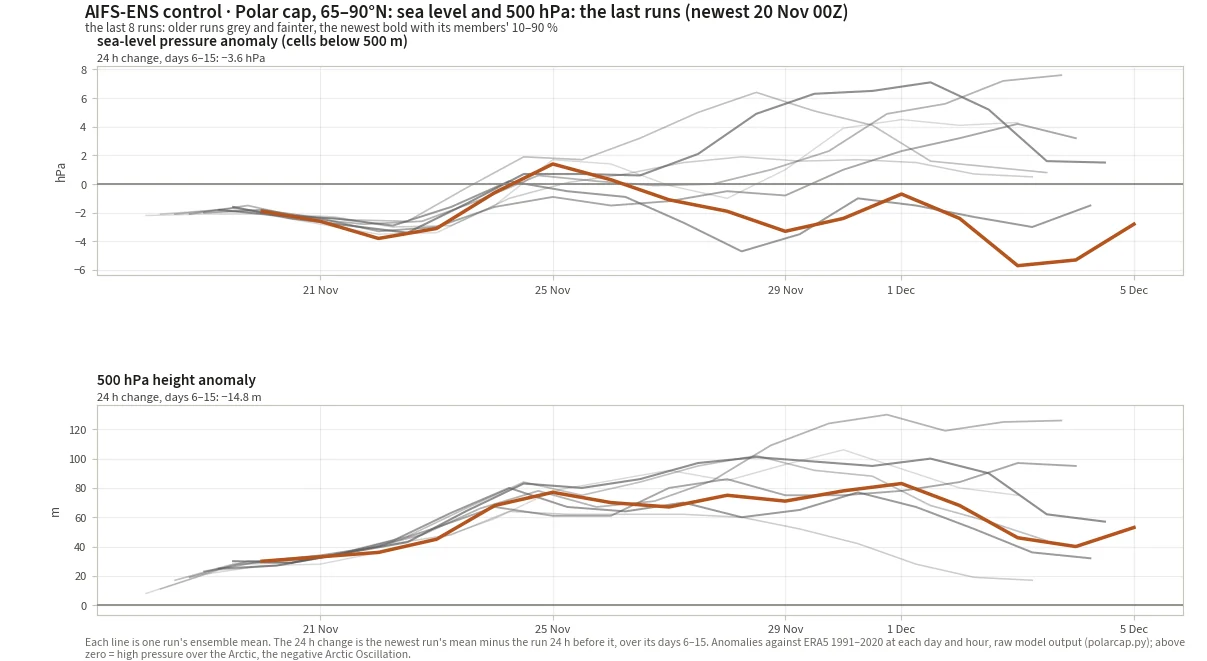 AIFS-ENS control · Polar cap, 65–90°N: sea level and 500 hPa: the last runs (newest 20 Nov 00Z)
the last 8 runs: older runs grey and fainter, the newest bold with its members' 10–90 %
sea-level pressure anomaly (cells below 500 m)
24 h change, days 6–15: −3.6 hPa
8
6
4
2
0
−2
−4
−6
hPa
21 Nov
25 Nov
29 Nov
1 Dec
5 Dec
500 hPa height anomaly
24 h change, days 6–15: −14.8 m
120
100
80
60
40
20
0
m
21 Nov
25 Nov
29 Nov
1 Dec
5 Dec
Each line is one run's ensemble mean. The 24 h change is the newest run's mean minus the run 24 h before it, over its days 6–15. Anomalies against ERA5 1991–2020 at each day and hour, raw model output (polarcap.py); above
zero = high pressure over the Arctic, the negative Arctic Oscillation.